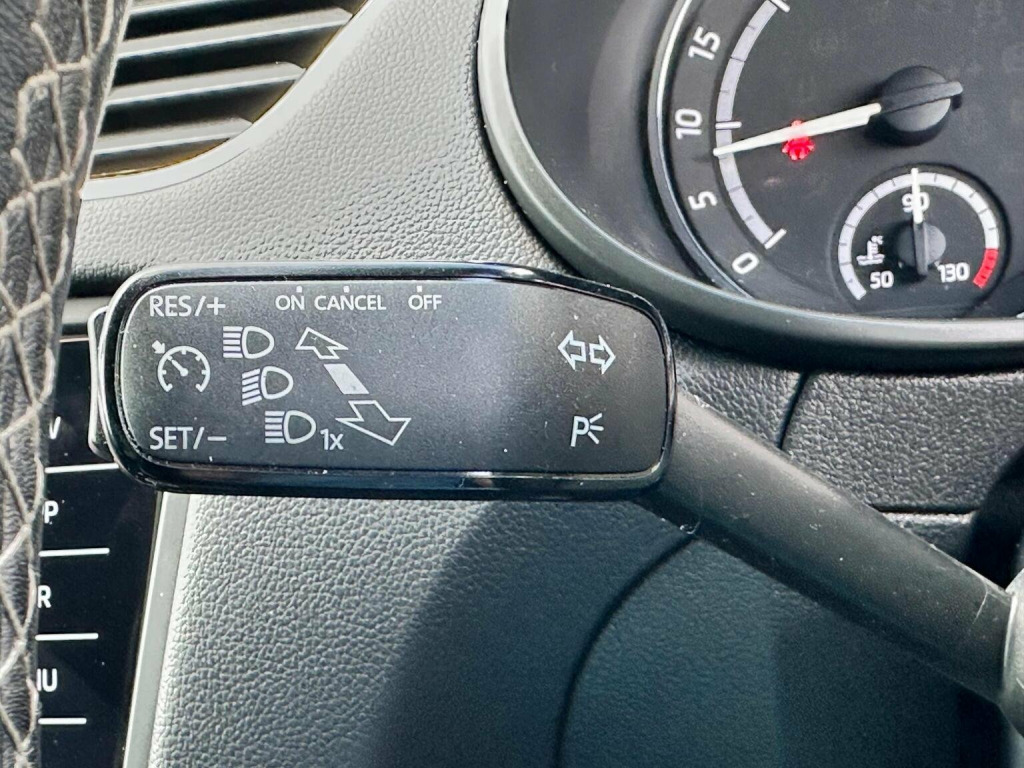 15
10
5
0
90
50
130
RES/+
ON CANCEL OFF
SET/–
1x
P
V
P
R